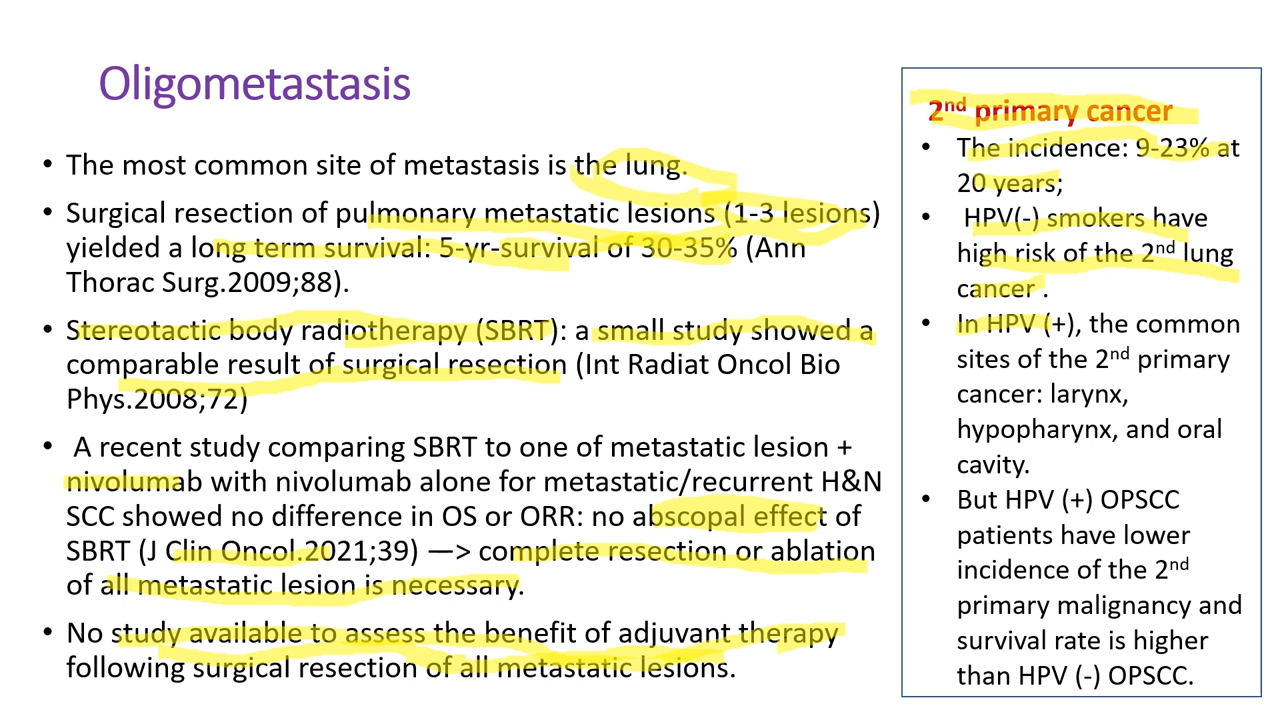 Oligometastasis
• The most common site of metastasis is the lung.
• Surgical resection of pulmonary metastatic lesions (1-3 lesions)
yielded a long term survival: 5-yr-survival of 30-35% (Ann
Thorac Surg.2009;88).
• Stereotactic body radiotherapy (SBRT): a small study showed a
comparable result of surgical resection (Int Radiat Oncol Bio
Phys.2008;72)
• A recent study comparing SBRT to one of metastatic lesion +
nivolumab with nivolumab alone for metastatic/recurrent H&N
SCC showed no difference in OS or ORR: no abscopal effect of
SBRT (J Clin Oncol.2021;39) —> complete resection or ablation
of all metastatic lesion is necessary.
• No study available to assess the benefit of adjuvant therapy
following surgical resection of all metastatic lesions.
2nd primary cancer
• The incidence: 9-23% at
20 years;
• HPV(-) smokers have
high risk of the 2nd lung
cancer .
• In HPV (+), the common
sites of the 2nd primary
cancer: larynx,
hypopharynx, and oral
cavity.
• But HPV (+) OPSCC
patients have lower
incidence of the 2nd
primary malignancy and
survival rate is higher
than HPV (-) OPSCC.